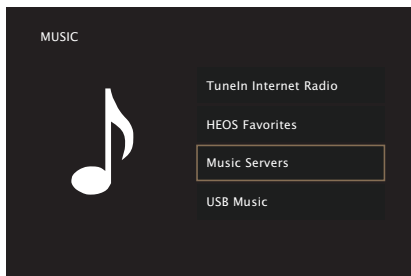 MUSIC
TuneIn Internet Radio
HEOS Favorites
Music Servers
USB Music